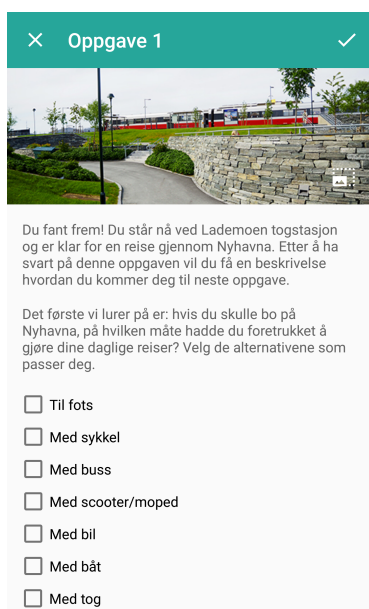 Oppgave 1
Du fant frem! Du står nå ved Lademoen togstasjon
og er klar for en reise gjennom Nyhavna. Etter å ha
svart på denne oppgaven vil du få en beskrivelse
hvordan du kommer deg til neste oppgave.
Det første vi lurer på er: hvis du skulle bo på
Nyhavna, på hvilken måte hadde du foretrukket å
gjøre dine daglige reiser? Velg de alternativene som
passer deg.
Til fots
Med sykkel
Med buss
Med scooter/moped
Med bil
Med båt
Med tog